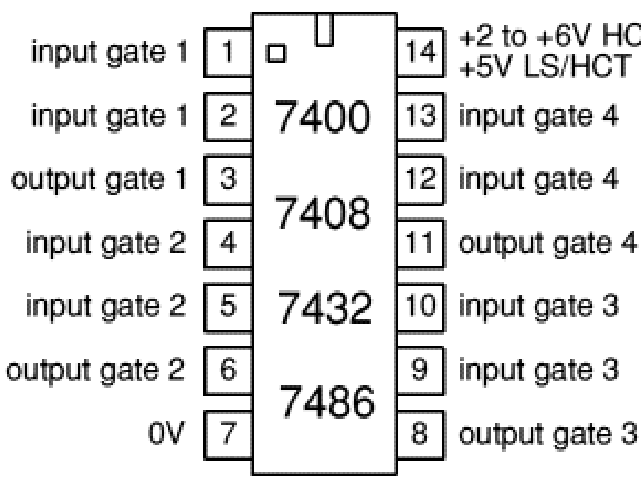 input gate 1 1 14 +2 to +6V HC
+5V LS/HCT
input gate 1 2 7400 13 input gate 4
output gate 1 3 12 input gate 4
7408
input gate 2 4 11 output gate 4
input gate 2 5 7432 10 input gate 3
output gate 2 6 9 input gate 3
7486
0V 7 8 output gate 3